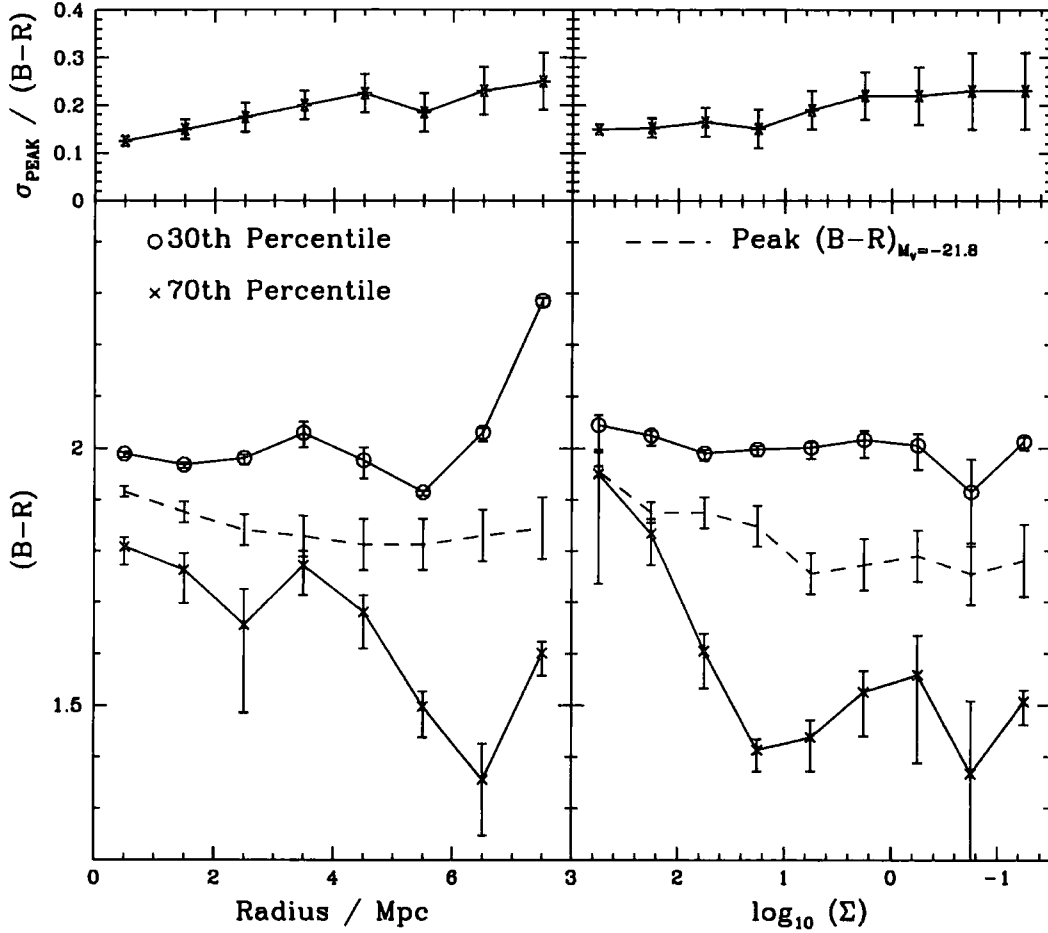 0.4
0.3
0.2
0.1
0
σPEAK / (B−R)
30th Percentile
70th Percentile
Peak (B−R)Mv=−21.8
2
1.5
(B−R)
0 2 4 6 3 2 1 0 −1
Radius / Mpc
log10 (Σ)